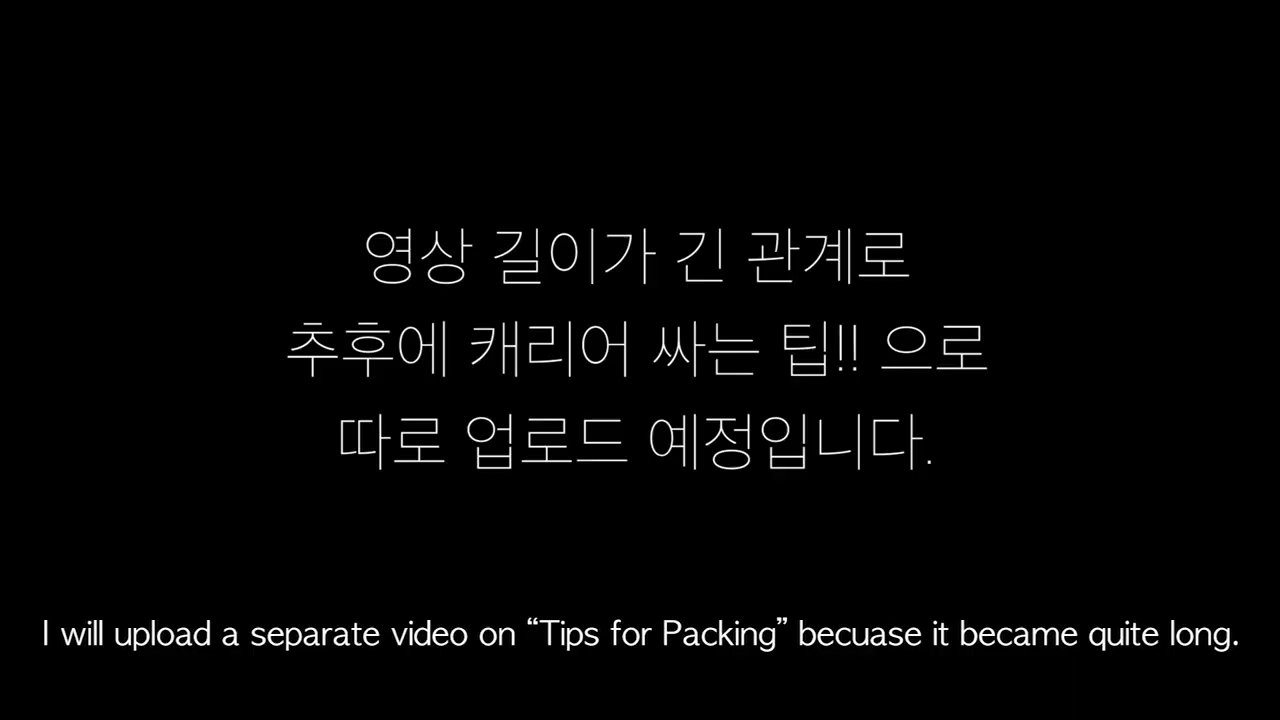 영상 길이가 긴 관계로
추후에 캐리어 싸는 팁!! 으로
따로 업로드 예정입니다.
I will upload a separate video on “Tips for Packing” becuase it became quite long.